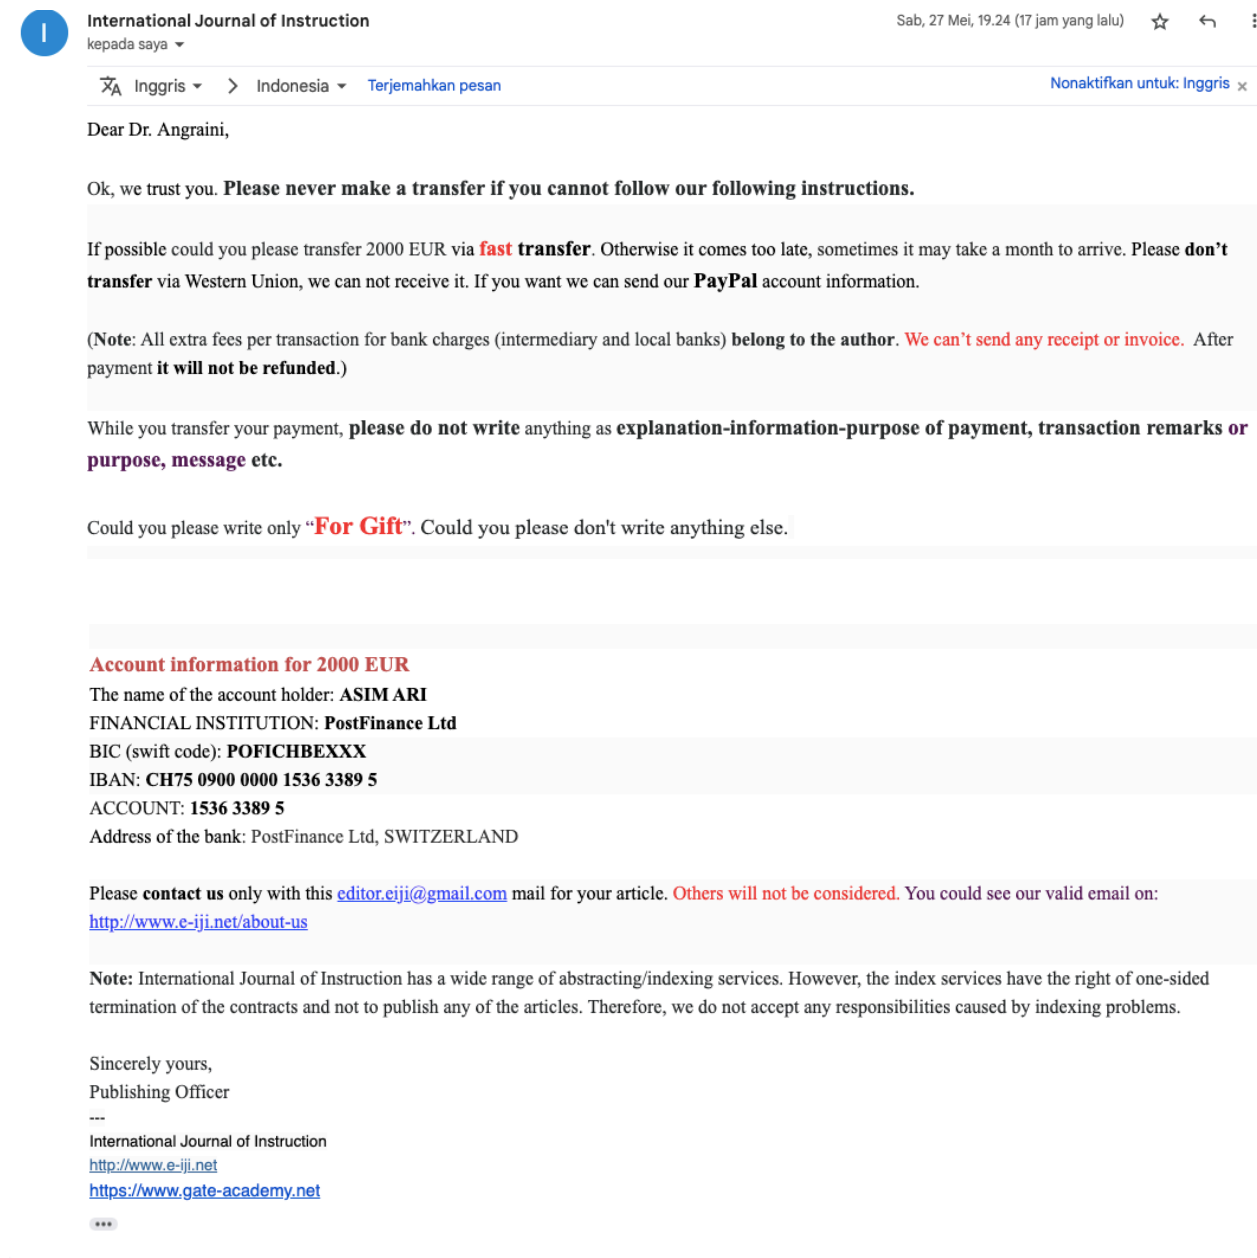 I
International Journal of Instruction
Sab, 27 Mei, 19.24 (17 jam yang lalu)
kepada saya
Inggris
Indonesia
Terjemahkan pesan
Nonaktifkan untuk: Inggris
Dear Dr. Angraini,
Ok, we trust you. Please never make a transfer if you cannot follow our following instructions.
If possible could you please transfer 2000 EUR via fast transfer. Otherwise it comes too late, sometimes it may take a month to arrive. Please don't
transfer via Western Union, we can not receive it. If you want we can send our PayPal account information.
(Note: All extra fees per transaction for bank charges (intermediary and local banks) belong to the author. We can't send any receipt or invoice. After
payment it will not be refunded.)
While you transfer your payment, please do not write anything as explanation-information-purpose of payment, transaction remarks or
purpose, message etc.
Could you please write only “For Gift”. Could you please don't write anything else.
Account information for 2000 EUR
The name of the account holder: ASIM ARI
FINANCIAL INSTITUTION: PostFinance Ltd
BIC (swift code): POFICHBEXXX
IBAN: CH75 0900 0000 1536 3389 5
ACCOUNT: 1536 3389 5
Address of the bank: PostFinance Ltd, SWITZERLAND
Please contact us only with this editor.eiji@gmail.com mail for your article. Others will not be considered. You could see our valid email on:
http://www.e-iji.net/about-us
Note: International Journal of Instruction has a wide range of abstracting/indexing services. However, the index services have the right of one-sided
termination of the contracts and not to publish any of the articles. Therefore, we do not accept any responsibilities caused by indexing problems.
Sincerely yours,
Publishing Officer
---
International Journal of Instruction
http://www.e-iji.net
https://www.gate-academy.net